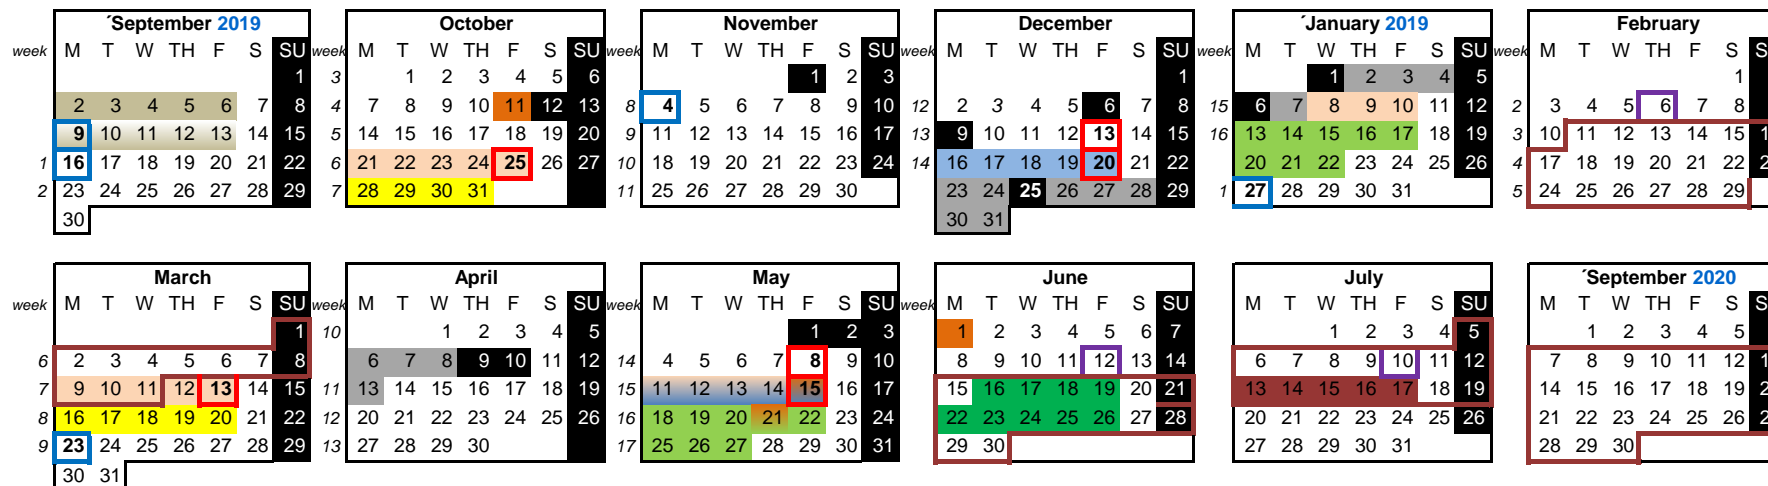 ´September 2019 October November December ´January 2019 February
week M T W TH F S SU week M T W TH F S SU week M T W TH F S SU week M T W TH F S SU week M T W TH F S SU week M T W TH F S S
1 3 1 2 3 4 5 6 1 2 3 1 1 2 3 4 5 1
2 3 4 5 6 7 8 4 7 8 9 10 11 12 13 8 4 5 6 7 8 9 10 12 2 3 4 5 6 7 8 15 6 7 8 9 10 11 12 2 3 4 5 6 7 8
9 10 11 12 13 14 15 5 14 15 16 17 18 19 20 9 11 12 13 14 15 16 17 13 9 10 11 12 13 14 15 16 13 14 15 16 17 18 19 3 10 11 12 13 14 15 1
1 16 17 18 19 20 21 22 6 21 22 23 24 25 26 27 10 18 19 20 21 22 23 24 14 16 17 18 19 20 21 22 20 21 22 23 24 25 26 4 17 18 19 20 21 22 2
2 23 24 25 26 27 28 29 7 28 29 30 31 11 25 26 27 28 29 30 23 24 25 26 27 28 29 1 27 28 29 30 31 5 24 25 26 27 28 29
30 30 31
March April May June July ´September 2020
week M T W TH F S SU week M T W TH F S SU week M T W TH F S SU week M T W TH F S SU M T W TH F S SU M T W TH F S S
1 10 1 2 3 4 5 1 2 3 1 2 3 4 5 6 7 1 2 3 4 5 1 2 3 4 5
6 2 3 4 5 6 7 8 6 7 8 9 10 11 12 14 4 5 6 7 8 9 10 8 9 10 11 12 13 14 6 7 8 9 10 11 12 7 8 9 10 11 12 1
7 9 10 11 12 13 14 15 11 13 14 15 16 17 18 19 15 11 12 13 14 15 16 17 15 16 17 18 19 20 21 13 14 15 16 17 18 19 14 15 16 17 18 19 2
8 16 17 18 19 20 21 22 12 20 21 22 23 24 25 26 16 18 19 20 21 22 23 24 22 23 24 25 26 27 28 20 21 22 23 24 25 26 21 22 23 24 25 26 2
9 23 24 25 26 27 28 29 13 27 28 29 30 17 25 26 27 28 29 30 31 29 30 27 28 29 30 31 28 29 30
30 31